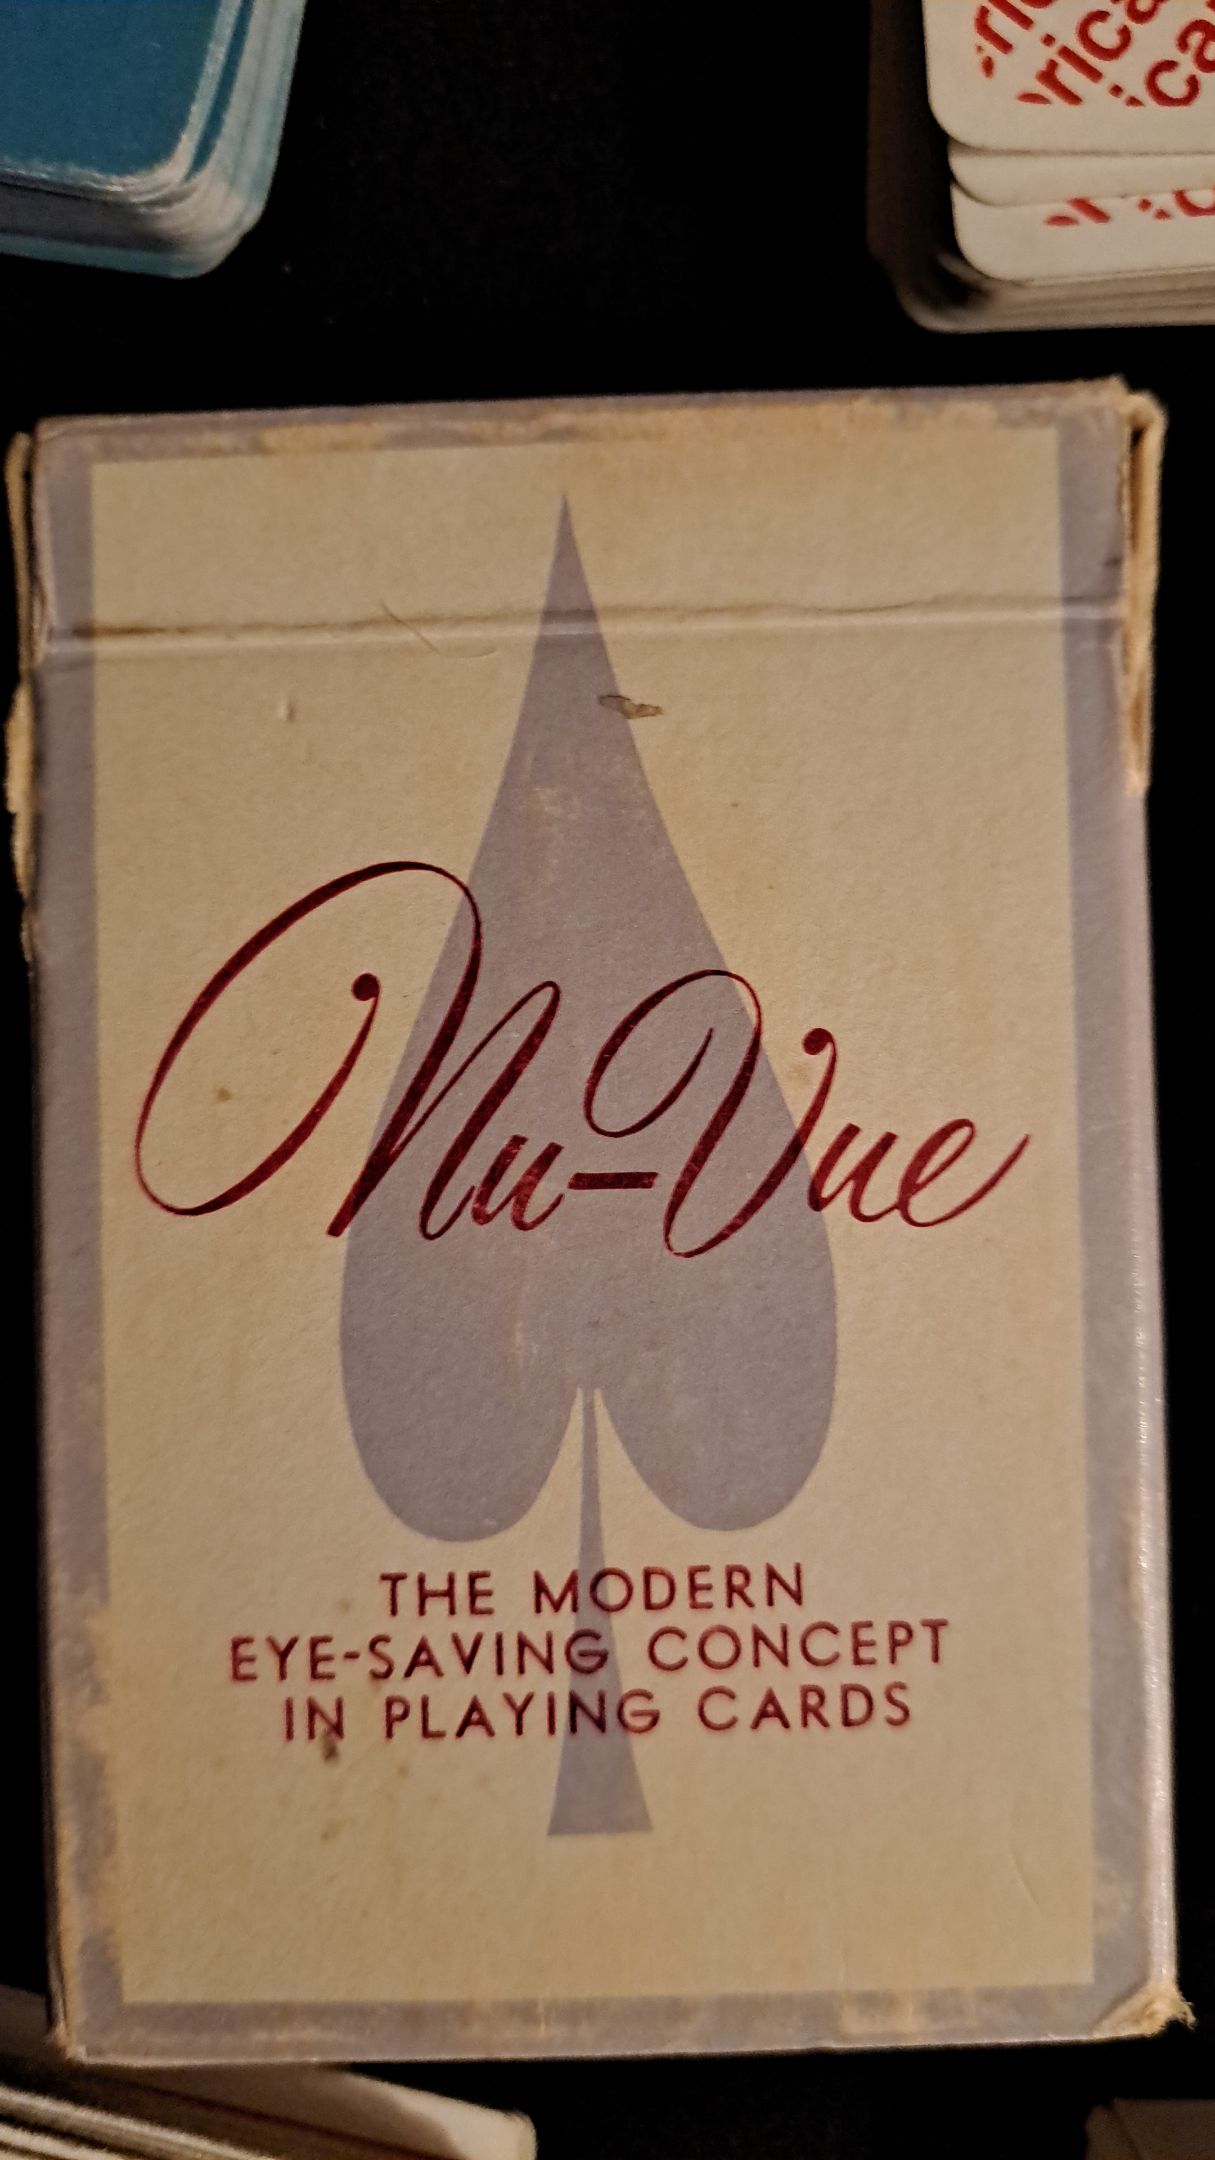 Nu-Vue
THE MODERN
EYE-SAVING CONCEPT
IN PLAYING CARDS